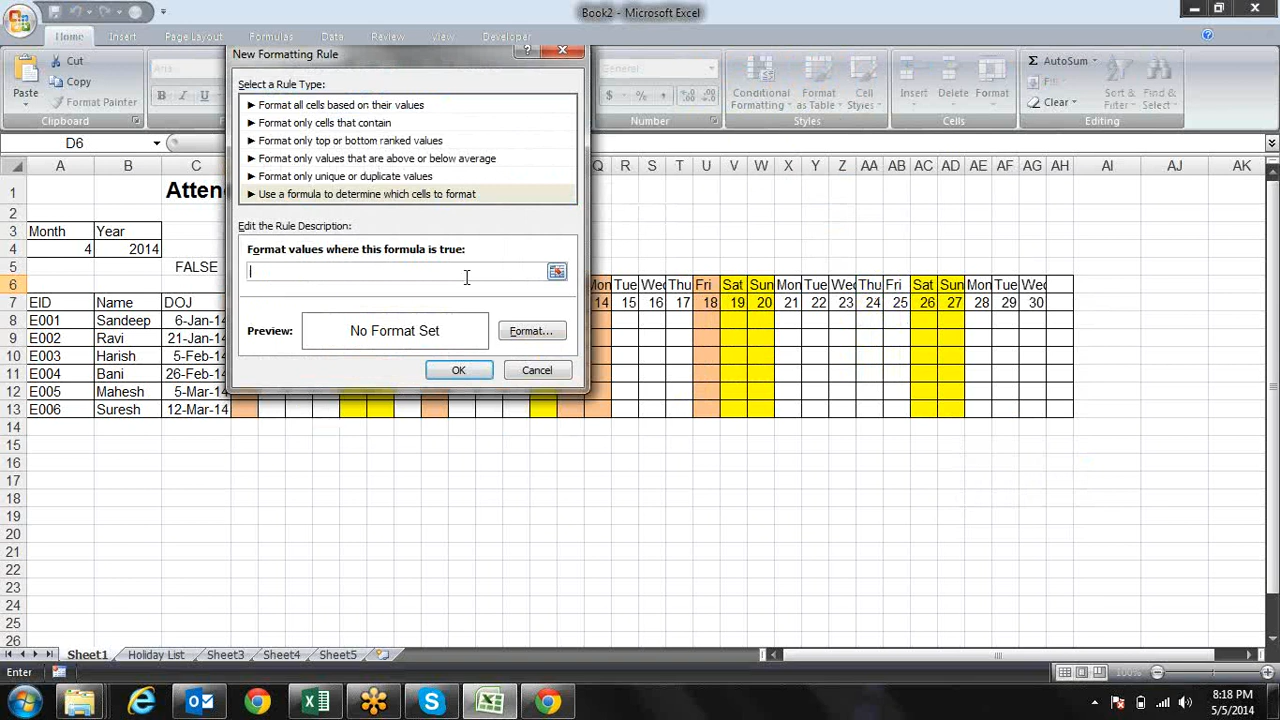 Book2 - Microsoft Excel
Home Insert Page Layout Formulas Data Review View Developer
Paste
Cut
Copy
Format Painter
Clipboard
B I U
General
$ % ,
Number
Conditional Formatting
Format as Table
Cell Styles
Styles
Insert Delete Format
Cells
AutoSum
Fill
Clear
Sort & Filter
Find & Select
Editing
New Formatting Rule
Select a Rule Type:
► Format all cells based on their values
► Format only cells that contain
► Format only top or bottom ranked values
► Format only values that are above or below average
► Format only unique or duplicate values
► Use a formula to determine which cells to format
Edit the Rule Description:
Format values where this formula is true:
Preview:
No Format Set
Format...
OK Cancel
D6
A B C Q R S T U V W X Y Z AA AB AC AD AE AF AG AH AI AJ AK
1 Atten
2
3 Month Year
4 4 2014
5 FALSE
6 Mon Tue Wed Thu Fri Sat Sun Mon Tue Wed Thu Fri Sat Sun Mon Tue Wed
7 EID Name DOJ 14 15 16 17 18 19 20 21 22 23 24 25 26 27 28 29 30
8 E001 Sandeep 6-Jan-14
9 E002 Ravi 21-Jan-14
10 E003 Harish 5-Feb-14
11 E004 Bani 26-Feb-14
12 E005 Mahesh 5-Mar-14
13 E006 Suresh 12-Mar-14
14
15
16
17
18
19
20
21
22
23
24
25
26
Sheet1 Holiday List Sheet3 Sheet4 Sheet5
Enter
100%
8:18 PM
5/5/2014